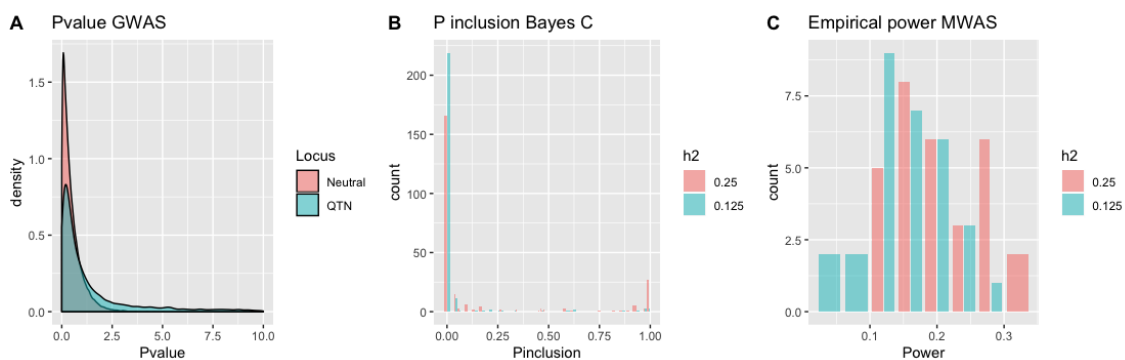 A Pvalue GWAS
density
1.5
1.0
0.5
0.0
0.0 2.5 5.0 7.5 10.0
Pvalue
Locus
Neutral
QTN
B P inclusion Bayes C
count
200
150
100
50
0
0.00 0.25 0.50 0.75 1.00
Pinclusion
h2
0.25
0.125
C Empirical power MWAS
count
7.5
5.0
2.5
0.0
0.1 0.2 0.3
Power
h2
0.25
0.125